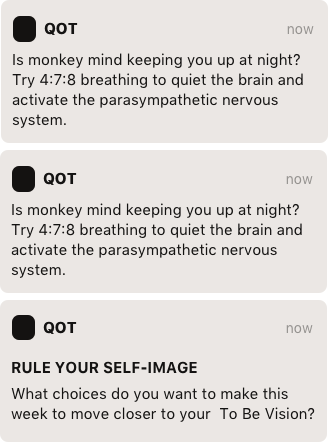 QOT now
Is monkey mind keeping you up at night?
Try 4:7:8 breathing to quiet the brain and
activate the parasympathetic nervous
system.
QOT now
Is monkey mind keeping you up at night?
Try 4:7:8 breathing to quiet the brain and
activate the parasympathetic nervous
system.
QOT now
RULE YOUR SELF-IMAGE
What choices do you want to make this
week to move closer to your  To Be Vision?